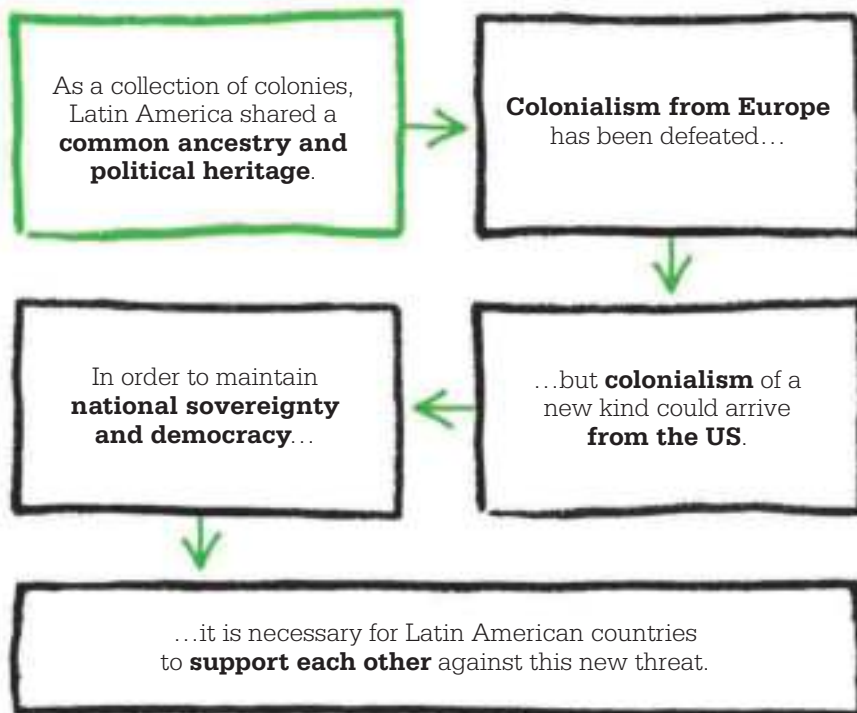 As a collection of colonies,
Latin America shared a
common ancestry and
political heritage.
Colonialism from Europe
has been defeated…
…but colonialism of a
new kind could arrive
from the US.
In order to maintain
national sovereignty
and democracy…
…it is necessary for Latin American countries
to support each other against this new threat.